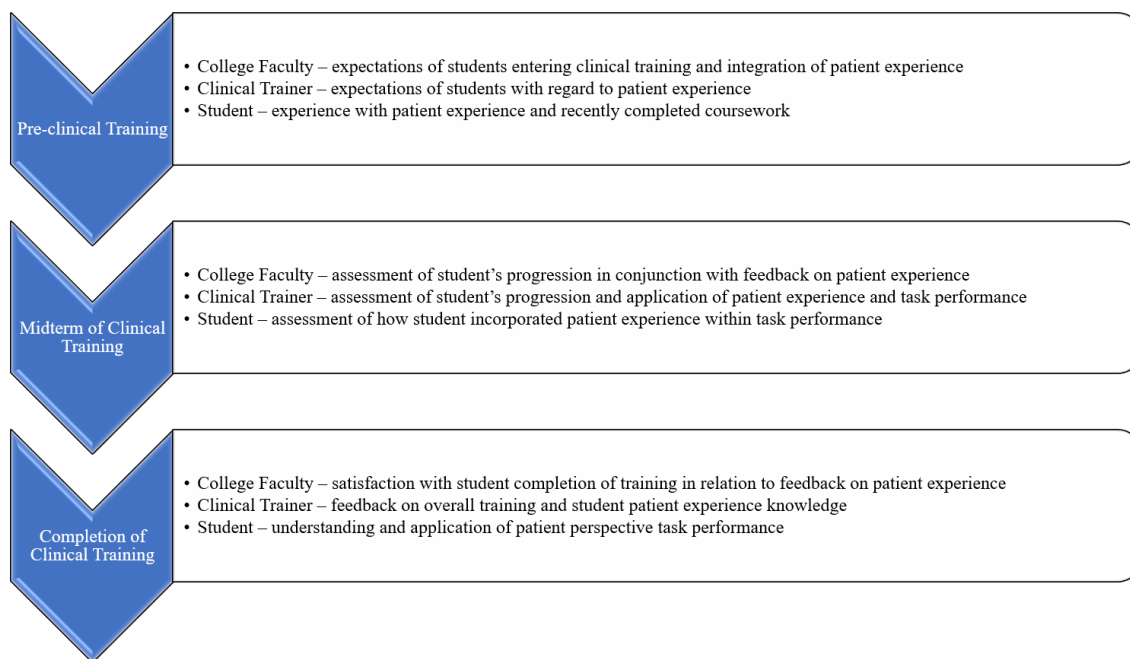 Pre-clinical Training
• College Faculty – expectations of students entering clinical training and integration of patient experience
• Clinical Trainer – expectations of students with regard to patient experience
• Student – experience with patient experience and recently completed coursework
Midterm of Clinical
Training
• College Faculty – assessment of student’s progression in conjunction with feedback on patient experience
• Clinical Trainer – assessment of student’s progression and application of patient experience and task performance
• Student – assessment of how student incorporated patient experience within task performance
Completion of
Clinical Training
• College Faculty – satisfaction with student completion of training in relation to feedback on patient experience
• Clinical Trainer – feedback on overall training and student patient experience knowledge
• Student – understanding and application of patient perspective task performance